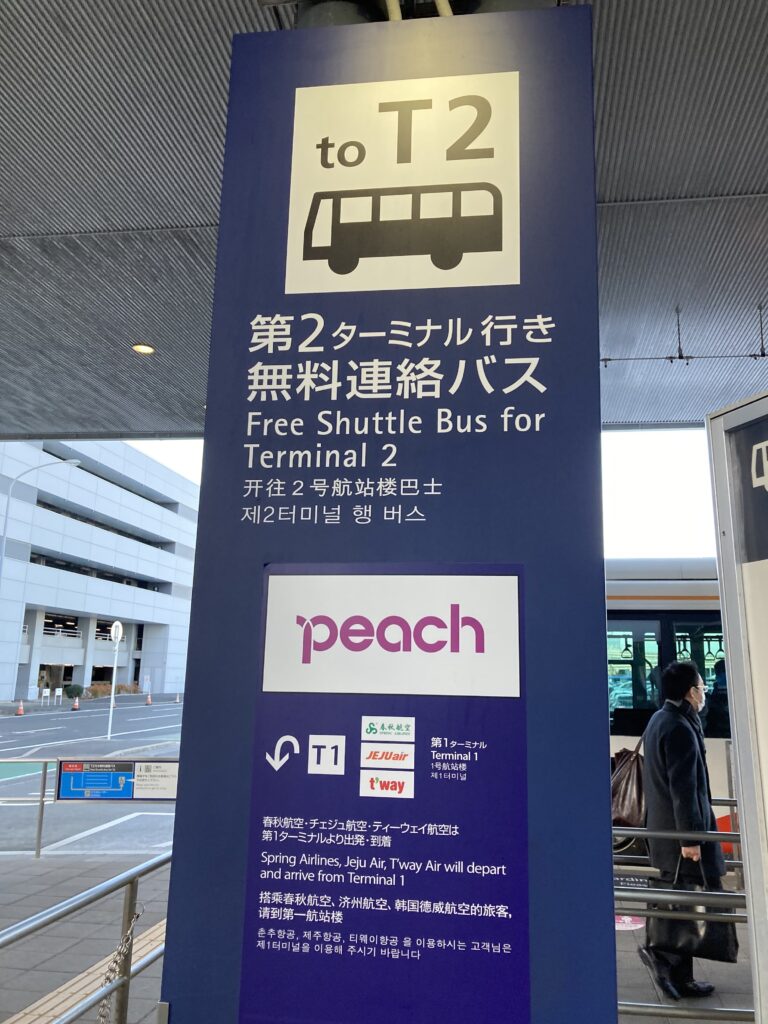 to T2
第2ターミナル行き
無料連絡バス
Free Shuttle Bus for
Terminal 2
开往２号航站楼巴士
제2터미널 행 버스
peach
T1
春秋航空
SPRING AIRLINES
JEJUair
t'way
第1ターミナル
Terminal 1
1号航站楼
제1터미널
春秋航空・チェジュ航空・ティーウェイ航空は
第1ターミナルより出発・到着
Spring Airlines, Jeju Air, T'way Air will depart
and arrive from Terminal 1
搭乘春秋航空、济州航空、韩国德威航空的旅客,
请到第一航站楼
춘추항공, 제주항공, 티웨이항공 을 이용하시는 고객님은
제1터미널을 이용해 주시기 바랍니다